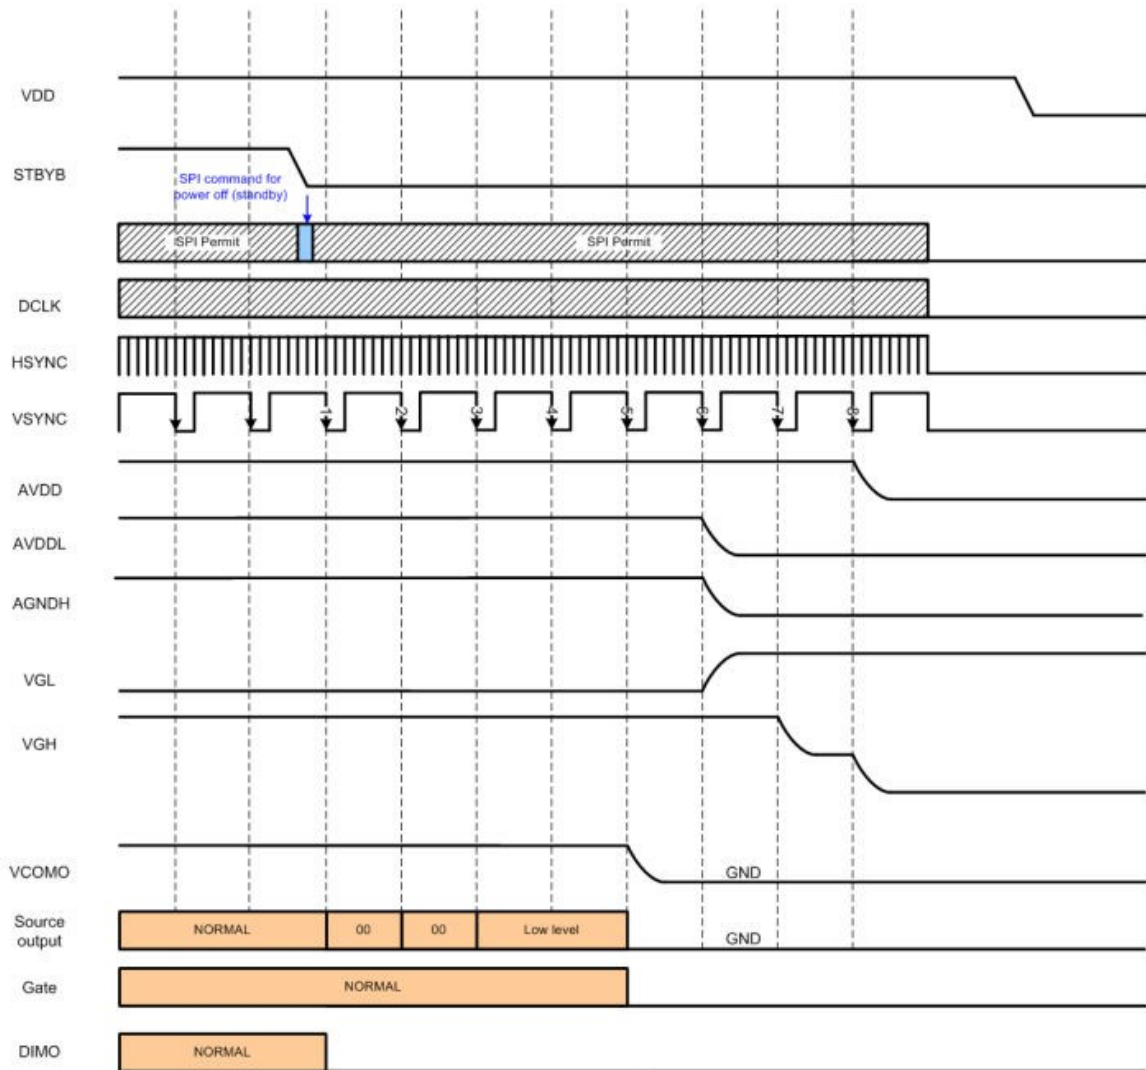 VDD
STBYB
SPI command for
power off (standby)
SPI Permit
SPI Permit
DCLK
HSYNC
VSYNC
1
2
3
4
5
6
7
8
AVDD
AVDDL
AGNDH
VGL
VGH
VCOMO
GND
Source
output
NORMAL
00
00
Low level
GND
Gate
NORMAL
DIMO
NORMAL